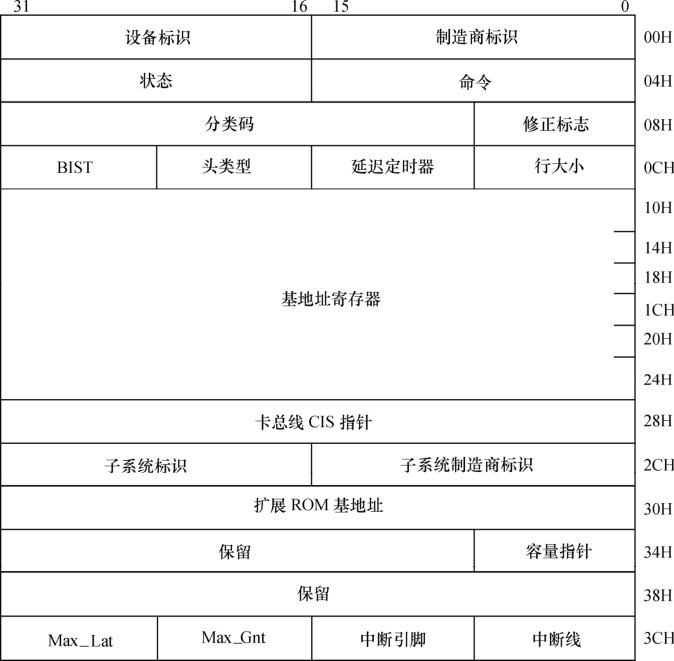 31 16 15 0
设备标识 制造商标识 00H
状态 命令 04H
分类码 修正标志 08H
BIST 头类型 延迟定时器 行大小 0CH
10H
14H
18H
基地址寄存器
1CH
20H
24H
卡总线 CIS 指针 28H
子系统标识 子系统制造商标识 2CH
扩展 ROM 基地址 30H
保留 容量指针 34H
保留 38H
Max_Lat Max_Gnt 中断引脚 中断线 3CH